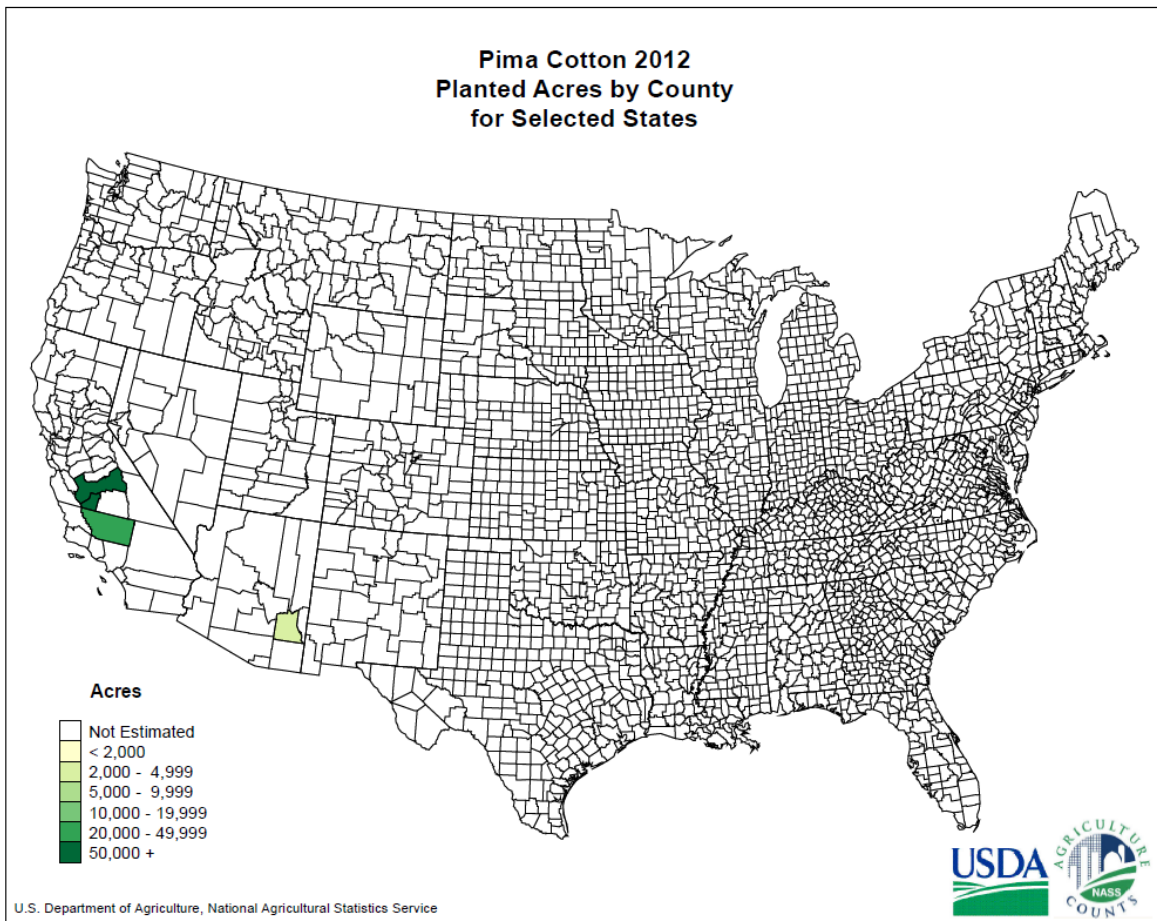 Pima Cotton 2012
Planted Acres by County
for Selected States
Acres
Not Estimated
< 2,000
2,000 - 4,999
5,000 - 9,999
10,000 - 19,999
20,000 - 49,999
50,000 +
USDA
AGRICULTURE
NASS
COUNTS
U.S. Department of Agriculture, National Agricultural Statistics Service